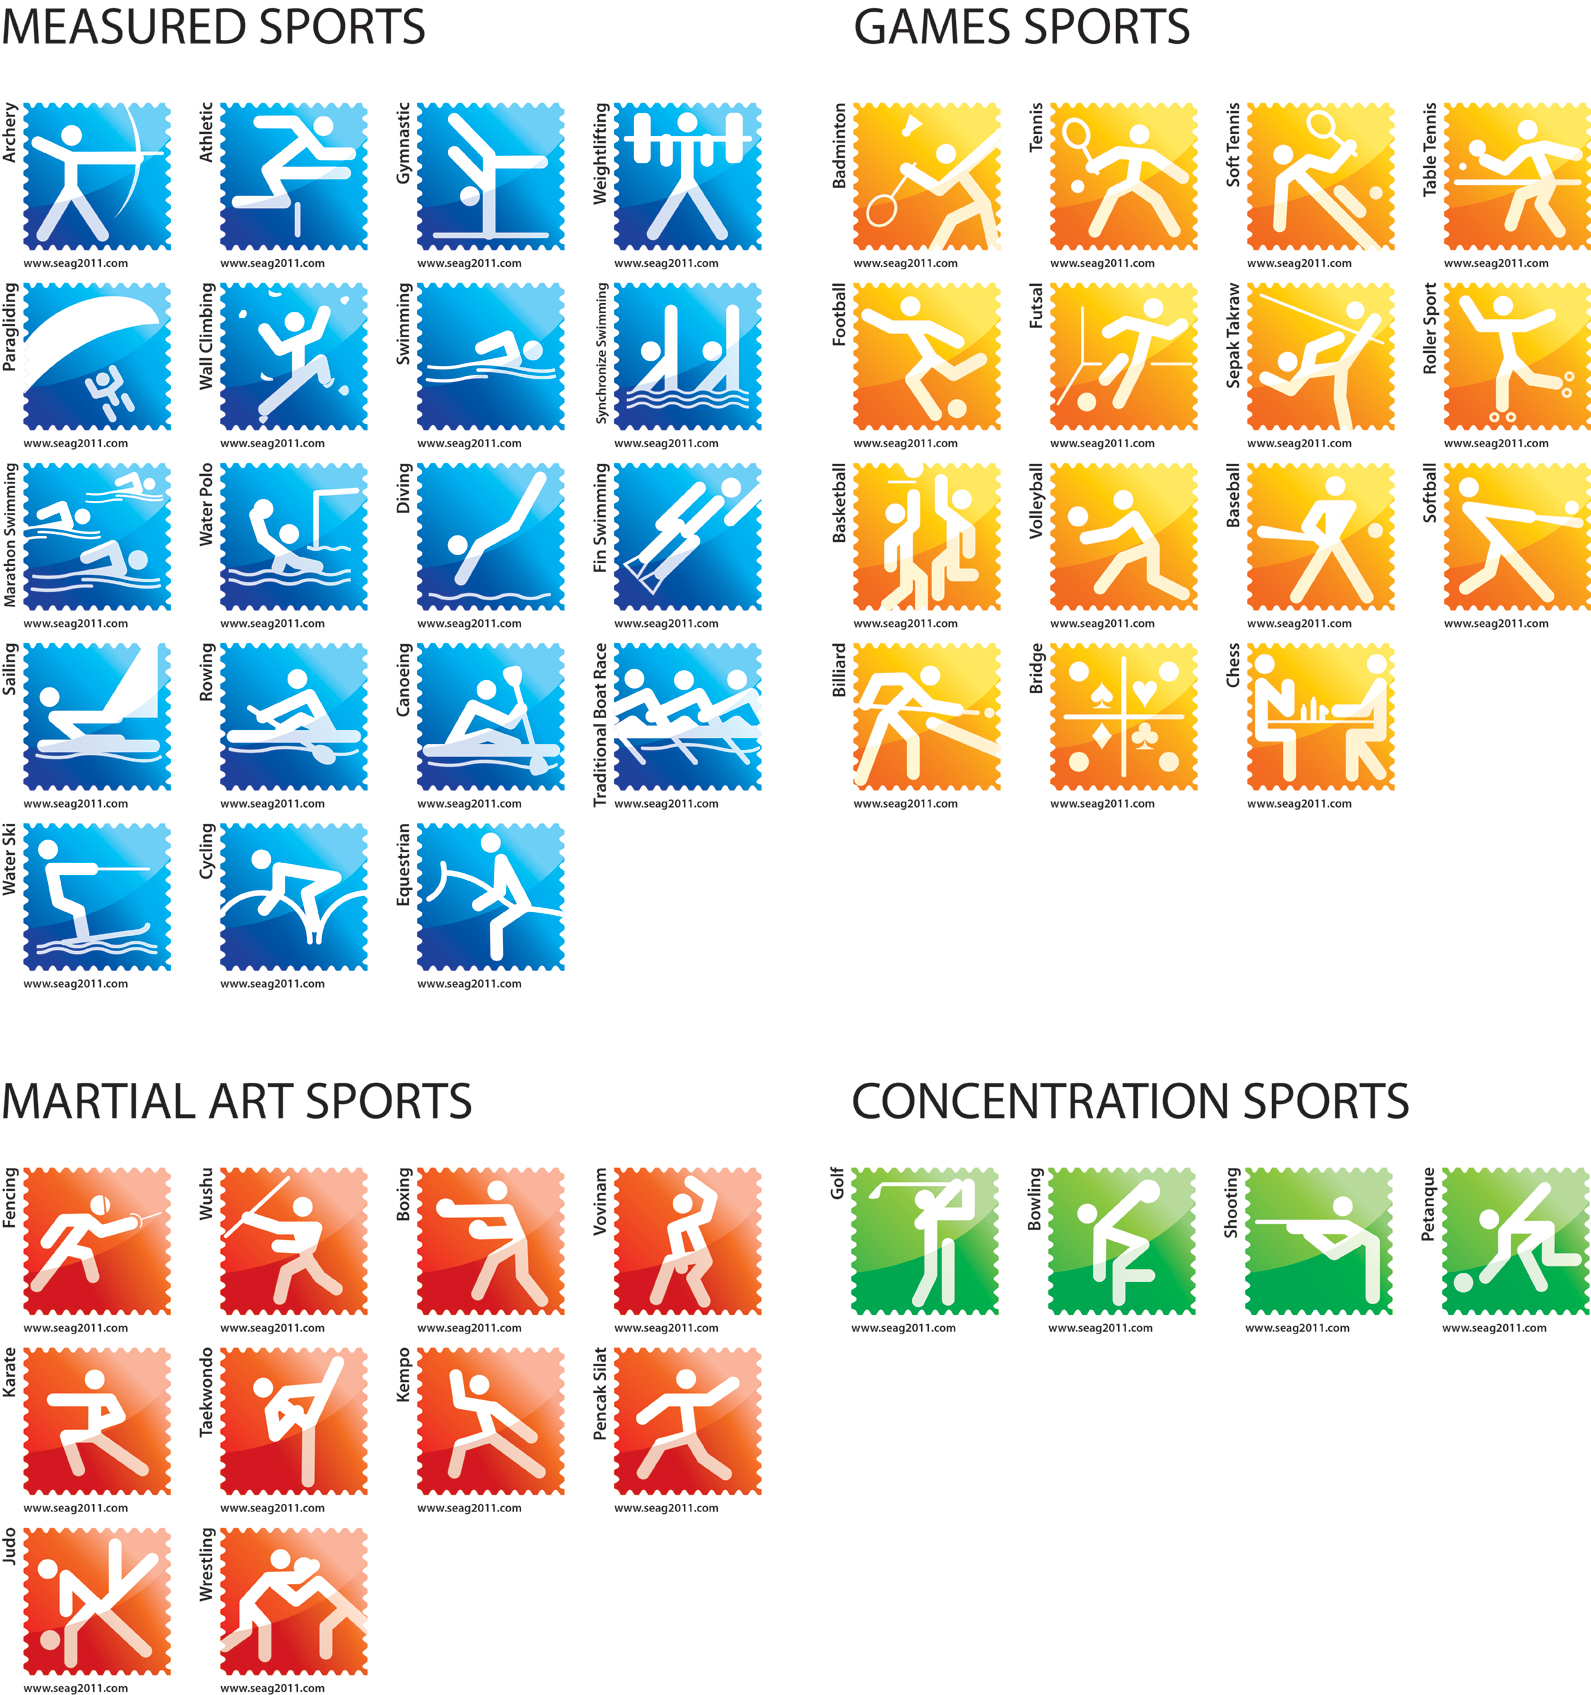 MEASURED SPORTS
Archery
www.seag2011.com
Athletic
www.seag2011.com
Gymnastic
www.seag2011.com
Weightlifting
www.seag2011.com
Paragliding
www.seag2011.com
Wall Climbing
www.seag2011.com
Swimming
www.seag2011.com
Synchronize Swimming
www.seag2011.com
Marathon Swimming
www.seag2011.com
Water Polo
www.seag2011.com
Diving
www.seag2011.com
Fin Swimming
www.seag2011.com
Sailing
www.seag2011.com
Rowing
www.seag2011.com
Canoeing
www.seag2011.com
Traditional Boat Race
www.seag2011.com
Water Ski
www.seag2011.com
Cycling
www.seag2011.com
Equestrian
www.seag2011.com
GAMES SPORTS
Badminton
www.seag2011.com
Tennis
www.seag2011.com
Soft Tennis
www.seag2011.com
Table Tennis
www.seag2011.com
Football
www.seag2011.com
Futsal
www.seag2011.com
Sepak Takraw
www.seag2011.com
Roller Sport
www.seag2011.com
Basketball
www.seag2011.com
Volleyball
www.seag2011.com
Baseball
www.seag2011.com
Softball
www.seag2011.com
Billiard
www.seag2011.com
Bridge
www.seag2011.com
Chess
www.seag2011.com
MARTIAL ART SPORTS
Fencing
www.seag2011.com
Wushu
www.seag2011.com
Boxing
www.seag2011.com
Vovinam
www.seag2011.com
Karate
www.seag2011.com
Taekwondo
www.seag2011.com
Kempo
www.seag2011.com
Pencak Silat
www.seag2011.com
Judo
www.seag2011.com
Wrestling
www.seag2011.com
CONCENTRATION SPORTS
Golf
www.seag2011.com
Bowling
www.seag2011.com
Shooting
www.seag2011.com
Petanque
www.seag2011.com